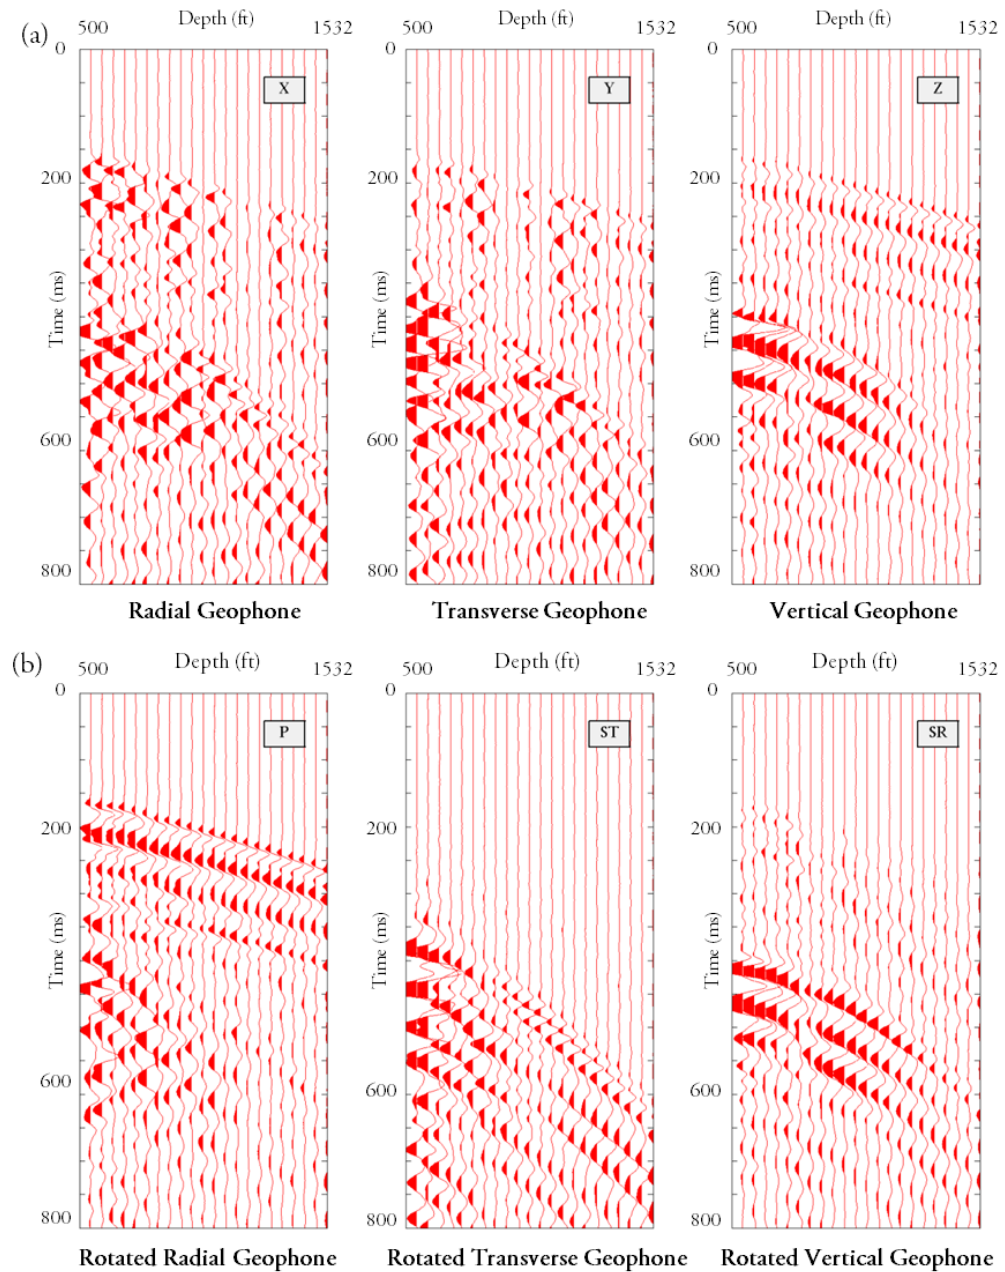 (a)
Depth (ft) Depth (ft) Depth (ft)
500 1532 500 1532 500 1532
0 0 0
X Y Z
200 200 200
Time (ms) Time (ms) Time (ms)
600 600 600
800 800 800
Radial Geophone Transverse Geophone Vertical Geophone
(b)
Depth (ft) Depth (ft) Depth (ft)
500 1532 500 1532 500 1532
0 0 0
P ST SR
200 200 200
Time (ms) Time (ms) Time (ms)
600 600 600
800 800 800
Rotated Radial Geophone Rotated Transverse Geophone Rotated Vertical Geophone